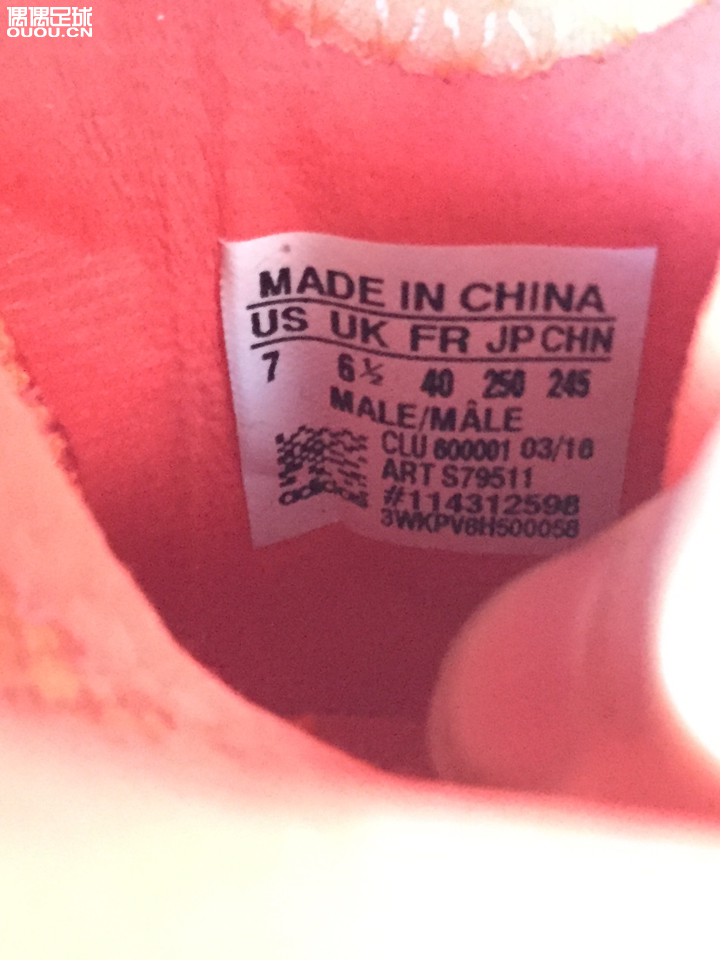 偶偶足球
OUOU.CN
MADE IN CHINA
US UK FR JP CHN
7 6½ 40 250 245
MALE/MÂLE
CLU 600001 03/16
ART S79511
#114312598
adidas
3WKPV6H500058